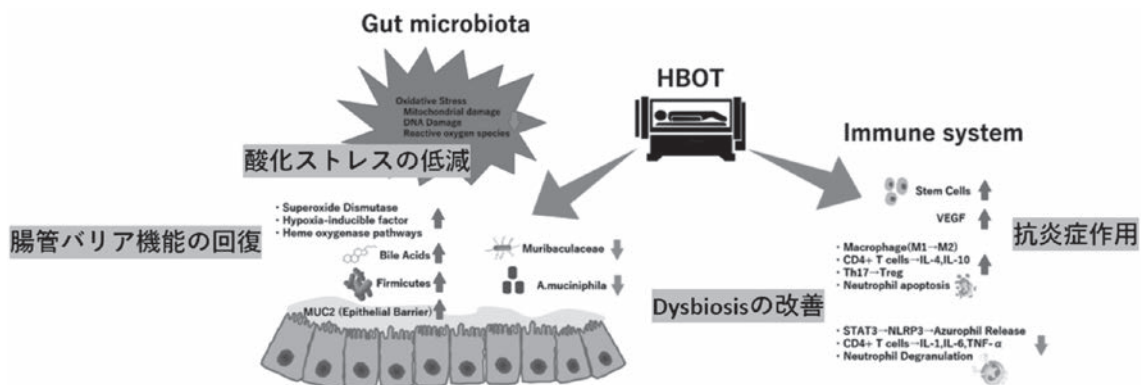 Gut microbiota
Oxidative Stress
Mitochondrial damage
DNA Damage
Reactive oxygen species
酸化ストレスの低減
・Superoxide Dismutase
・Hypoxia-inducible factor
・Heme oxygenase pathways
腸管バリア機能の回復
Bile Acids
Firmicutes
MUC2 (Epithelial Barrier)
Muribaculaceae
A.muciniphila
HBOT
Dysbiosisの改善
Immune system
Stem Cells
VEGF
抗炎症作用
・Macrophage(M1→M2)
・CD4+ T cells→IL-4,IL-10
・Th17→Treg
・Neutrophil apoptosis
・STAT3→NLRP3→Azurophil Release
・CD4+ T cells→IL-1,IL-6,TNF-α
・Neutrophil Degranulation